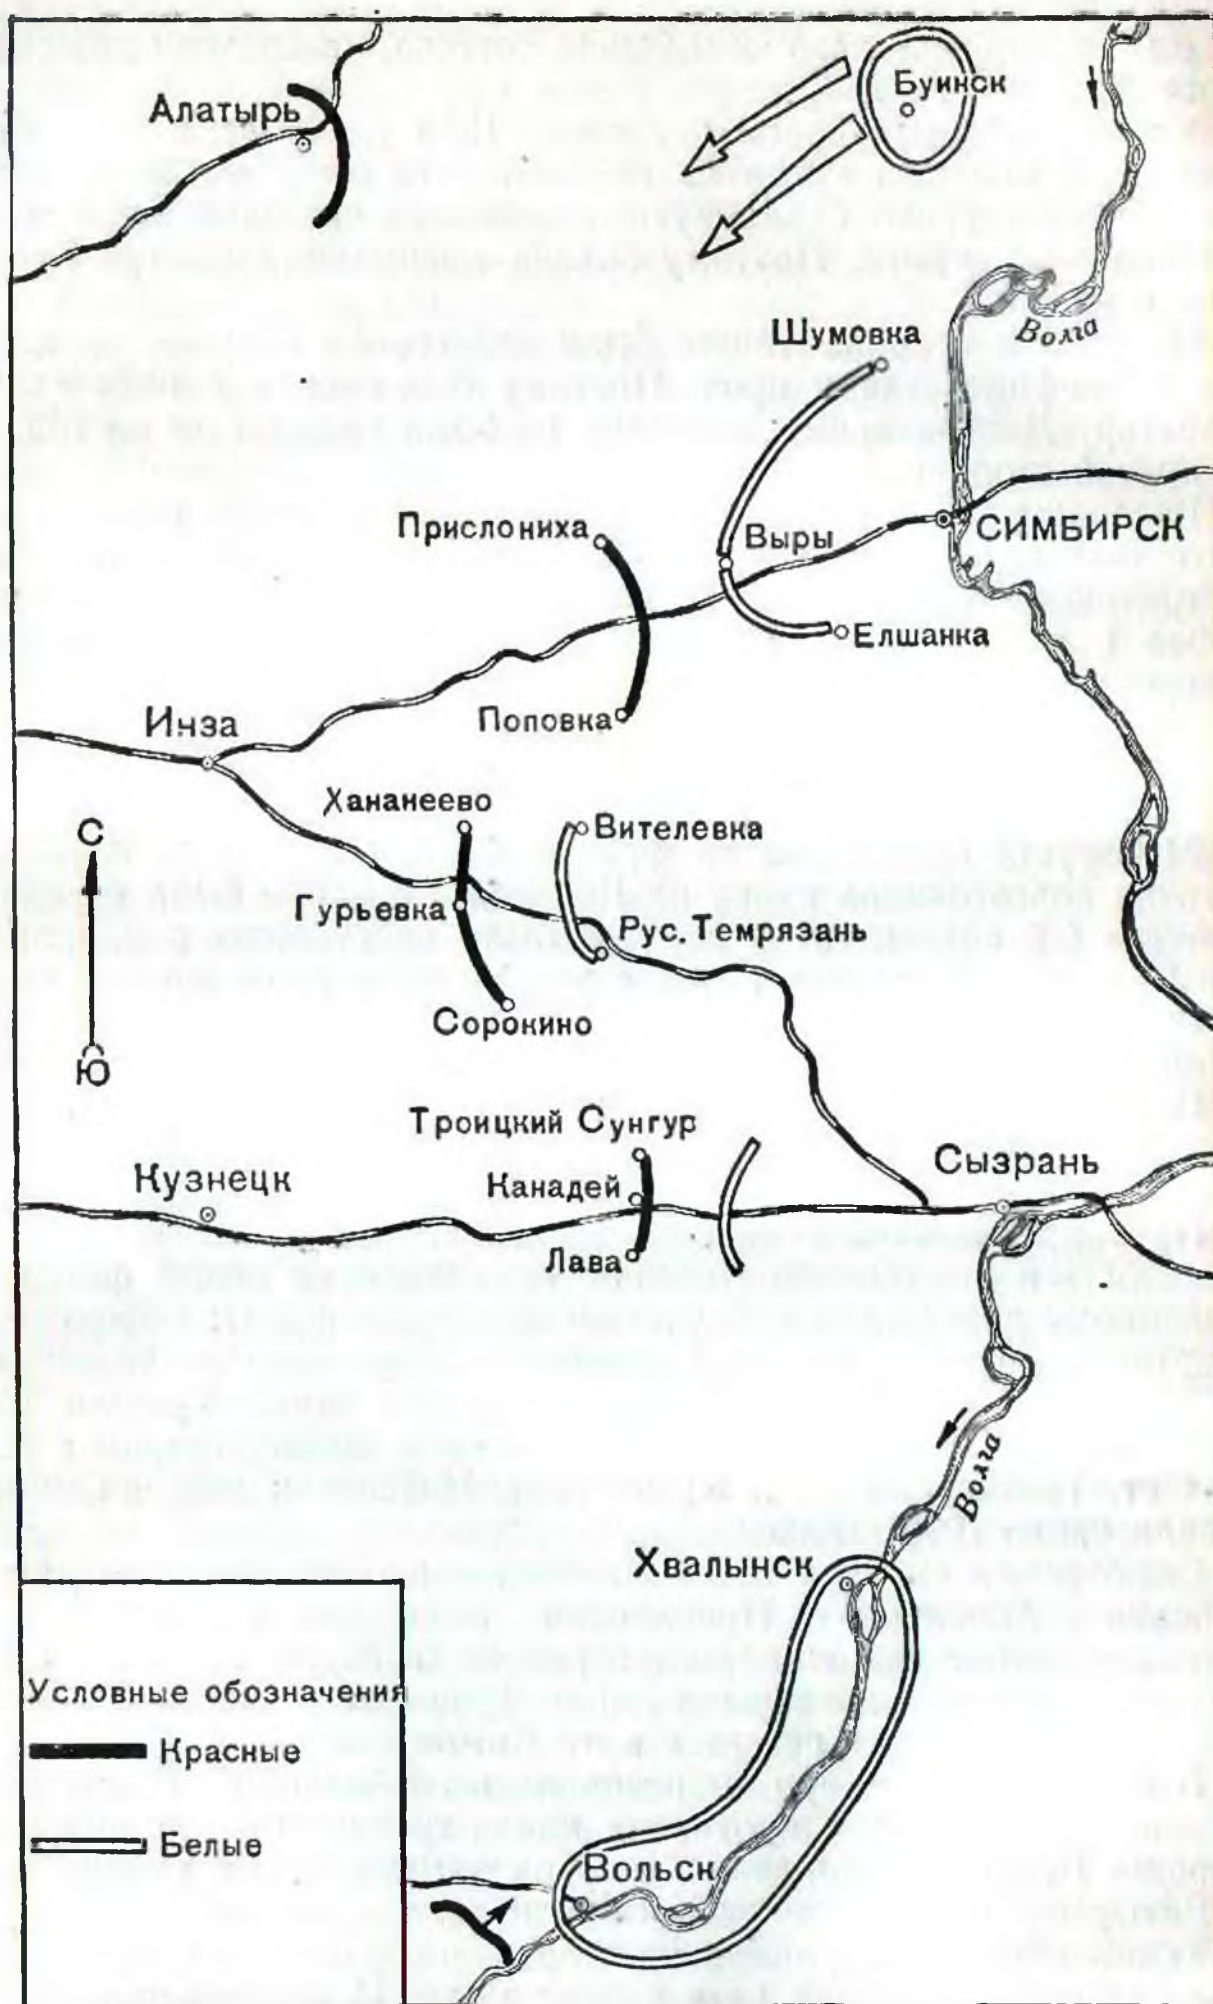 Буинск
Алатырь
Волга
Шумовка
Прислониха
Выры
СИМБИРСК
Елшанка
Поповка
Инза
Хананеево
Вителевка
С
Гурьевка
Рус. Темрязань
Сорокино
Ю
Троицкий Сунгур
Сызрань
Кузнецк
Канадей
Лава
Волга
Хвалынск
Условные обозначения
Красные
Белые
Вольск